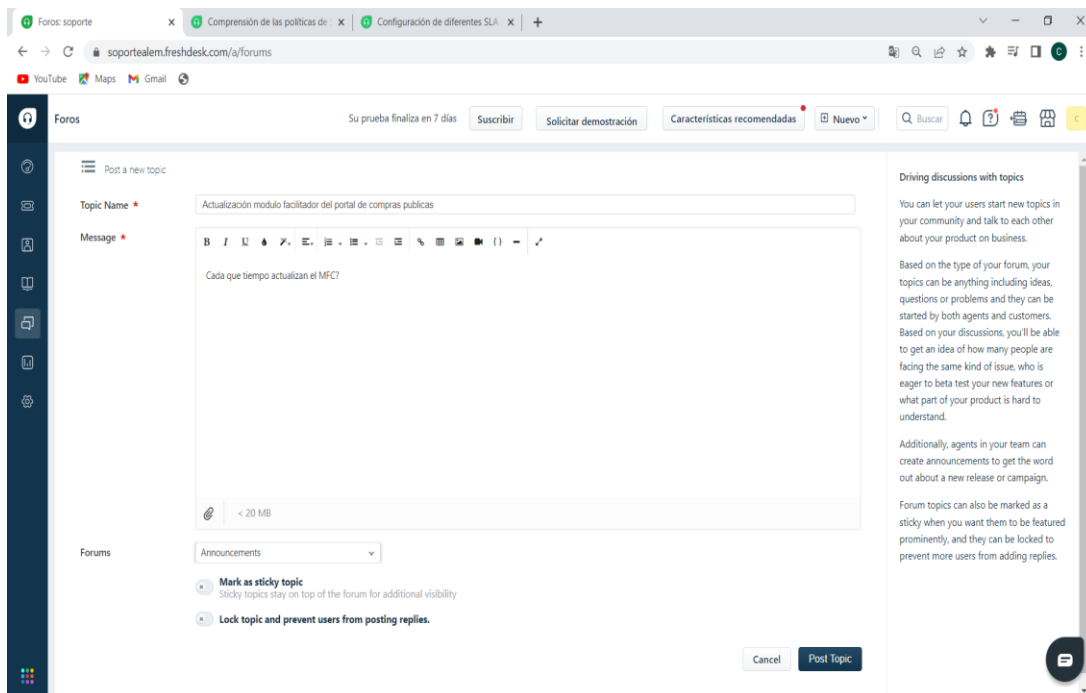 Foros: soporte
Comprensión de las políticas de
Configuración de diferentes SLA
soportealem.freshdesk.com/a/forums
C
YouTube
Maps
Gmail
Foros
Su prueba finaliza en 7 días
Suscribir
Solicitar demostración
Características recomendadas
Nuevo
Buscar
C
Post a new topic
Topic Name *
Actualización modulo facilitador del portal de compras publicas
Message *
B I U
Cada que tiempo actualizan el MFC?
< 20 MB
Forums
Announcements
Mark as sticky topic
Sticky topics stay on top of the forum for additional visibility
Lock topic and prevent users from posting replies.
Cancel
Post Topic
Driving discussions with topics
You can let your users start new topics in
your community and talk to each other
about your product on business.
Based on the type of your forum, your
topics can be anything including ideas,
questions or problems and they can be
started by both agents and customers.
Based on your discussions, you'll be able
to get an idea of how many people are
facing the same kind of issue, who is
eager to beta test your new features or
what part of your product is hard to
understand.
Additionally, agents in your team can
create announcements to get the word
out about a new release or campaign.
Forum topics can also be marked as a
sticky when you want them to be featured
prominently, and they can be locked to
prevent more users from adding replies.